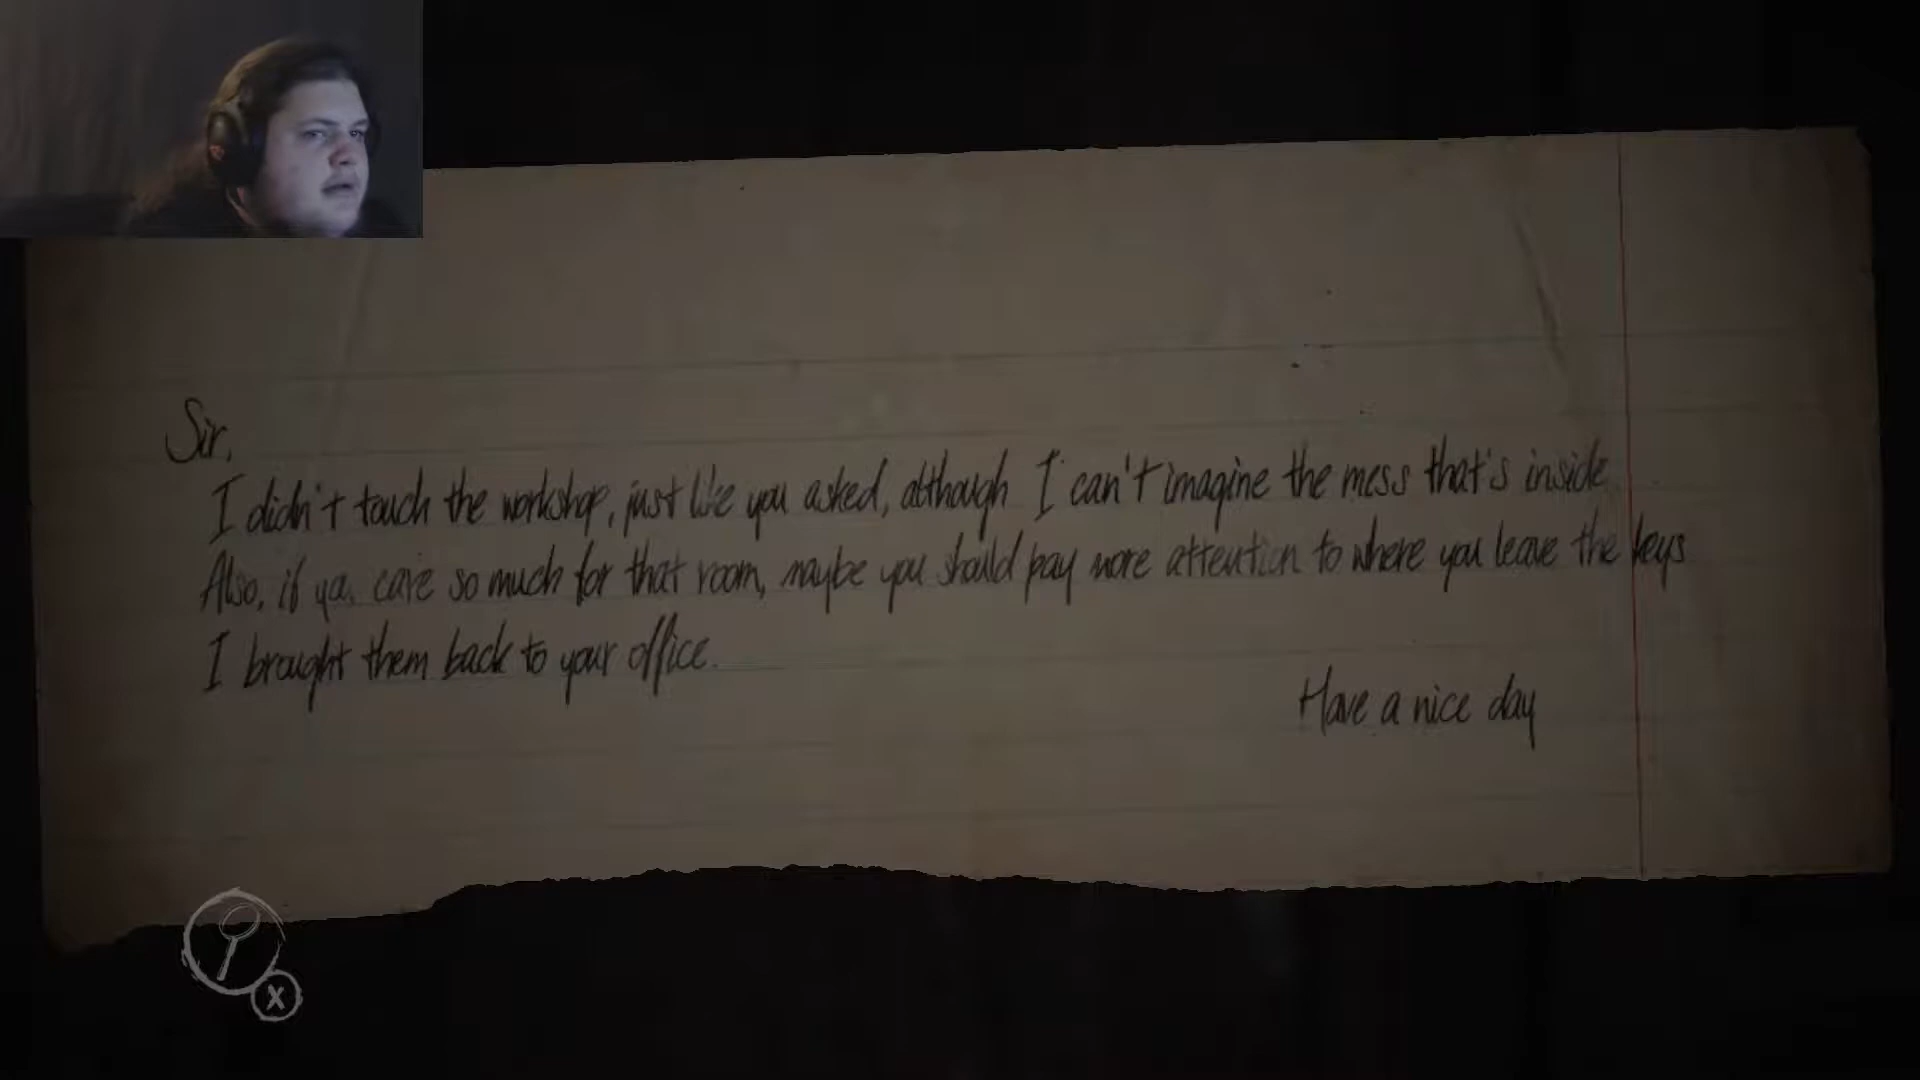 Sir,
I didn't touch the workshop, just like you asked, although I can't imagine the mess that's inside.
Also, if ya. care so much for that room, maybe you should pay more attention to where you leave the keys
I brought them back to your office.
Have a nice day
X